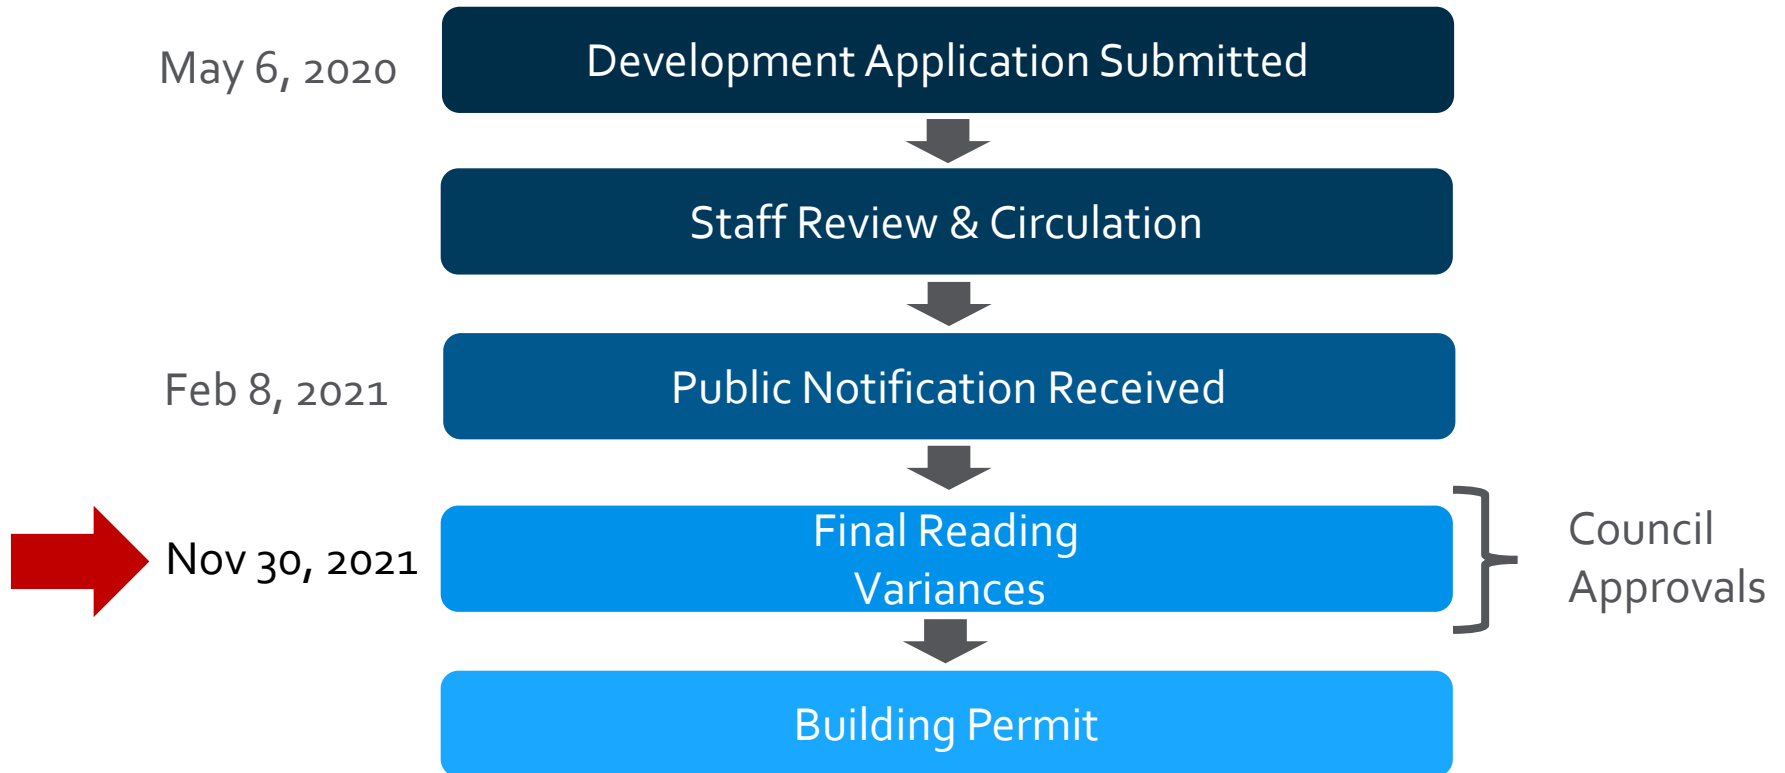 May 6, 2020
Development Application Submitted
Staff Review & Circulation
Feb 8, 2021
Public Notification Received
Nov 30, 2021
Final Reading
Variances
Council
Approvals
Building Permit